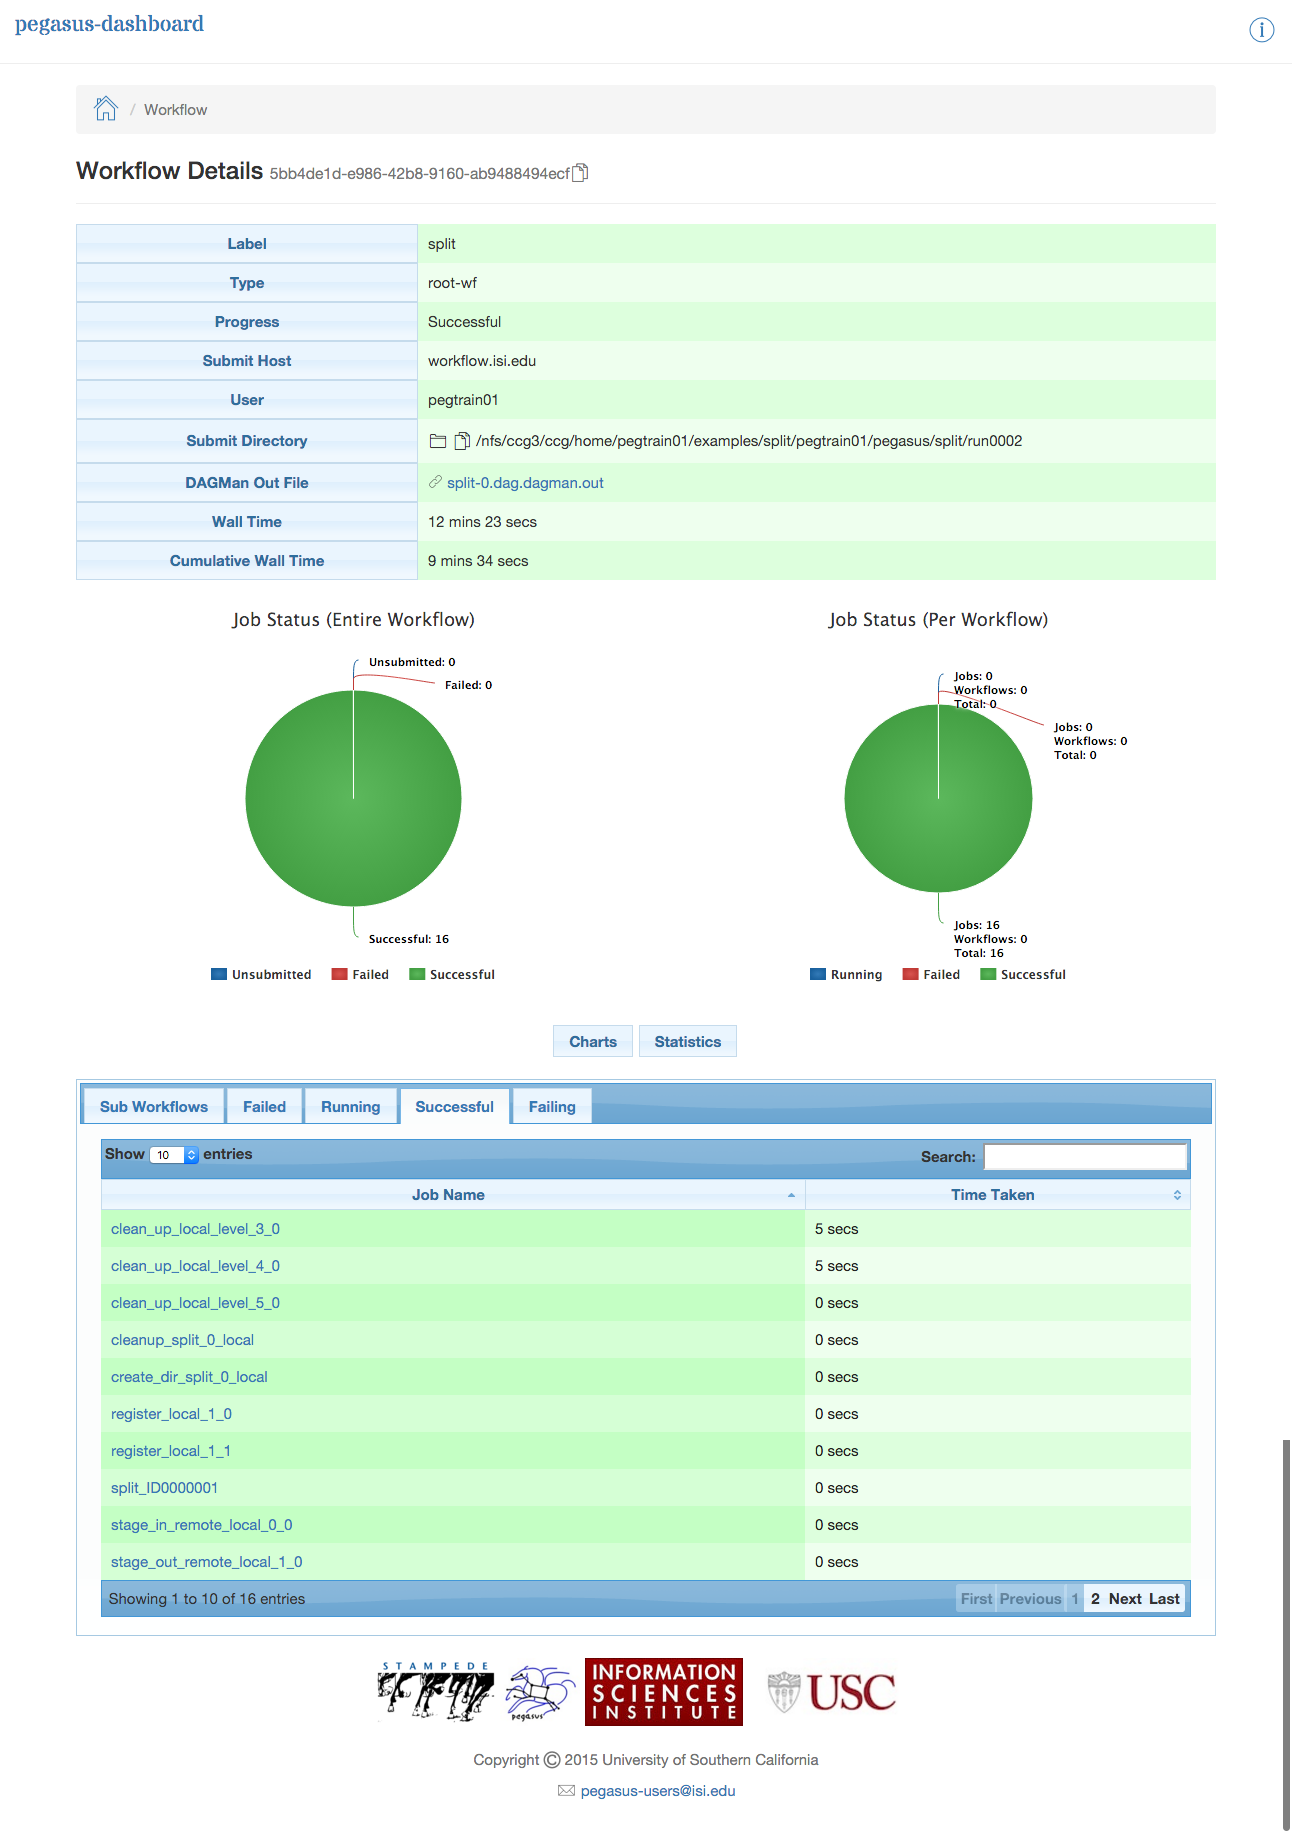 pegasus-dashboard
/ Workflow
Workflow Details 5bb4de1d-e986-42b8-9160-ab9488494ecf
Label split
Type root-wf
Progress Successful
Submit Host workflow.isi.edu
User pegtrain01
Submit Directory /nfs/ccg3/ccg/home/pegtrain01/examples/split/pegtrain01/pegasus/split/run0002
DAGMan Out File split-0.dag.dagman.out
Wall Time 12 mins 23 secs
Cumulative Wall Time 9 mins 34 secs
Job Status (Entire Workflow)
Unsubmitted: 0
Failed: 0
Successful: 16
Unsubmitted Failed Successful
Job Status (Per Workflow)
Jobs: 0
Workflows: 0
Total: 0
Jobs: 0
Workflows: 0
Total: 0
Jobs: 16
Workflows: 0
Total: 16
Running Failed Successful
Charts Statistics
Sub Workflows Failed Running Successful Failing
Show 10 entries Search:
Job Name Time Taken
clean_up_local_level_3_0 5 secs
clean_up_local_level_4_0 5 secs
clean_up_local_level_5_0 0 secs
cleanup_split_0_local 0 secs
create_dir_split_0_local 0 secs
register_local_1_0 0 secs
register_local_1_1 0 secs
split_ID0000001 0 secs
stage_in_remote_local_0_0 0 secs
stage_out_remote_local_1_0 0 secs
Showing 1 to 10 of 16 entries First Previous 1 2 Next Last
STAMPEDE
pegasus
INFORMATION
SCIENCES
INSTITUTE
USC
Copyright © 2015 University of Southern California
pegasus-users@isi.edu